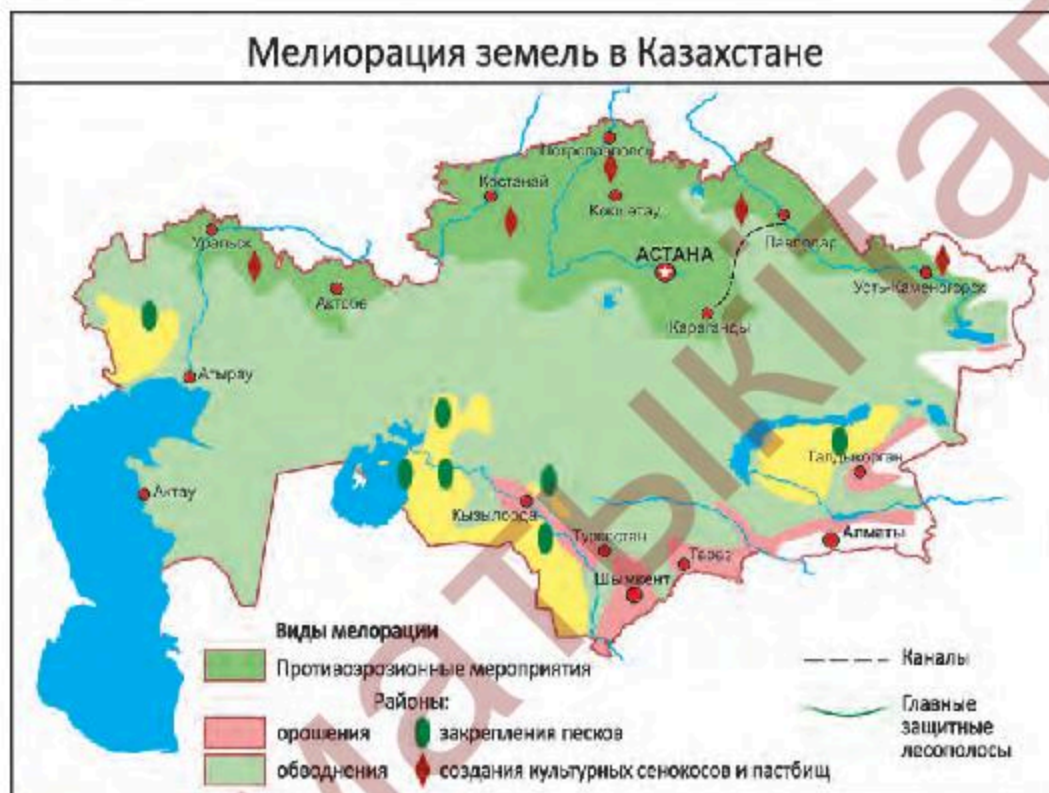 Мелиорация земель в Казахстане
Петропавловск
Костанай
Кокшетау
Уральск
Павлодар
АСТАНА
Усть-Каменогорск
Актобе
Караганды
Атырау
Талдыкорган
Актау
Кызылорда
Туркестан
Алматы
Тараз
Шымкент
Виды мелорации
Противоэрозионные мероприятия
Районы:
орошения
закрепления песков
обводнения
создания культурных сенокосов и пастбищ
Каналы
Главные
защитные
лесополосы